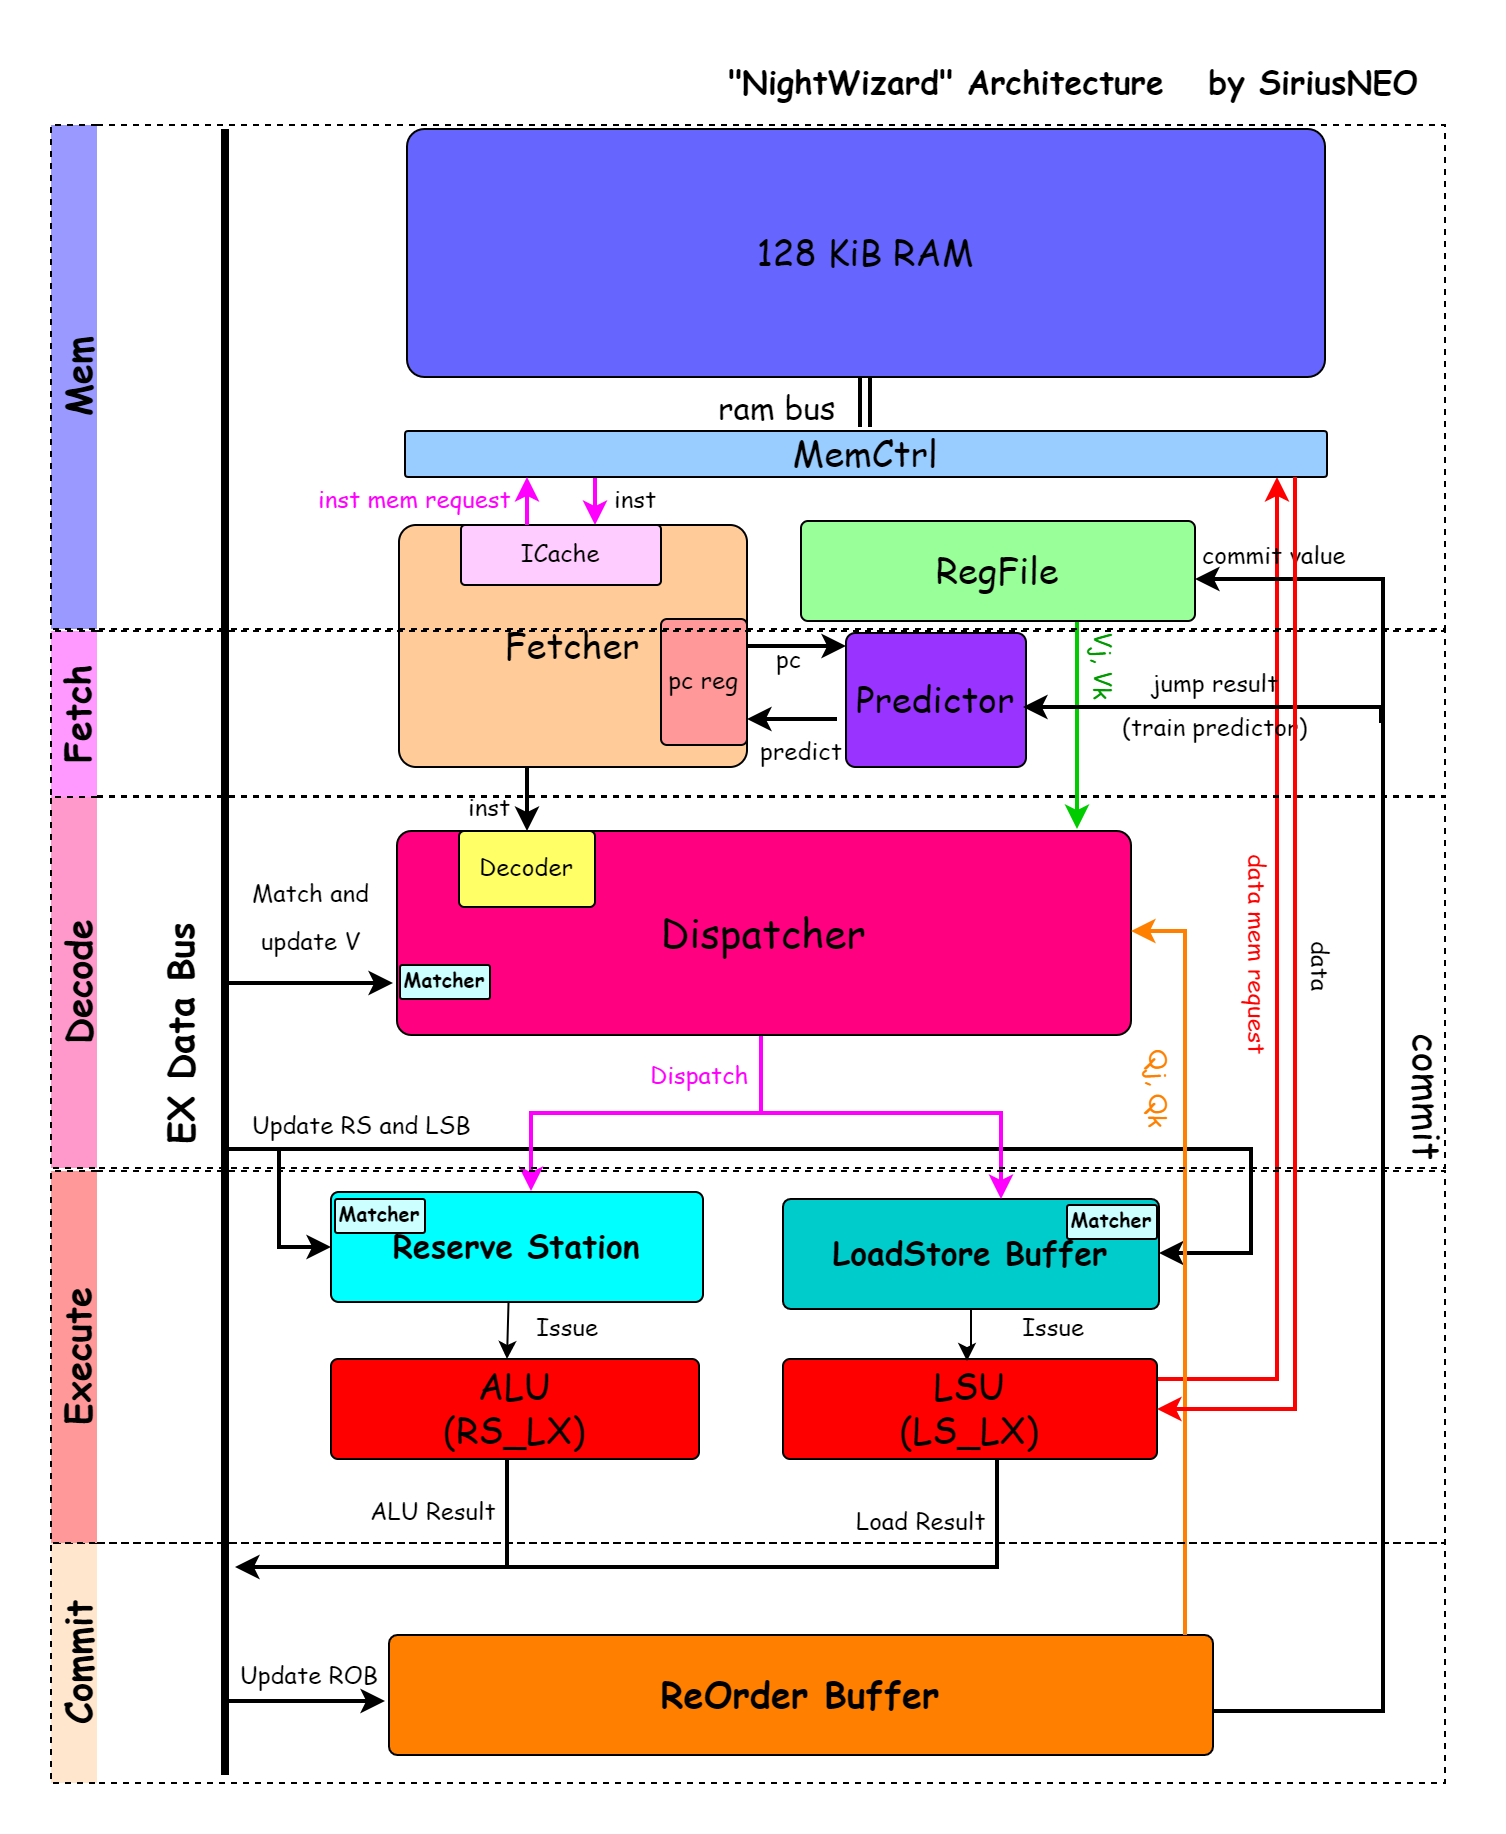 "NightWizard" Architecture by SiriusNEO
Mem
128 KiB RAM
ram bus
MemCtrl
inst mem request
inst
ICache
RegFile
commit value
Fetch
Fetcher
pc reg
pc
predict
Predictor
Vj, Vk
jump result
(train predictor)
inst
Decode
EX Data Bus
Match and
update V
Decoder
Dispatcher
Matcher
data mem request
data
commit
Dispatch
Qj, Qk
Update RS and LSB
Execute
Matcher
Reserve Station
Matcher
LoadStore Buffer
Issue
Issue
ALU
(RS_LX)
LSU
(LS_LX)
ALU Result
Load Result
Commit
Update ROB
ReOrder Buffer